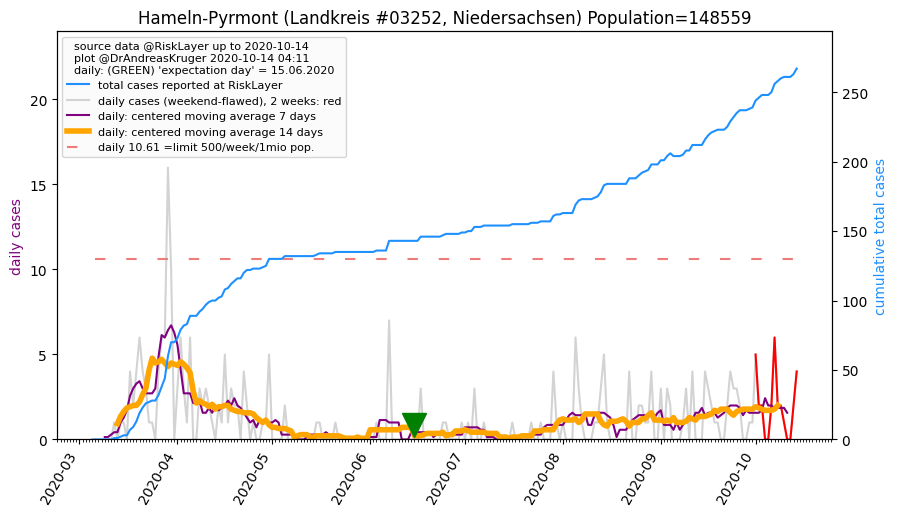 Hameln-Pyrmont (Landkreis #03252, Niedersachsen) Population=148559
source data @RiskLayer up to 2020-10-14
plot @DrAndreasKruger 2020-10-14 04:11
daily: (GREEN) 'expectation day' = 15.06.2020
total cases reported at RiskLayer
daily cases (weekend-flawed), 2 weeks: red
daily: centered moving average 7 days
daily: centered moving average 14 days
daily 10.61 =limit 500/week/1mio pop.
daily cases
20
15
10
5
0
cumulative total cases
250
200
150
100
50
0
2020-03
2020-04
2020-05
2020-06
2020-07
2020-08
2020-09
2020-10